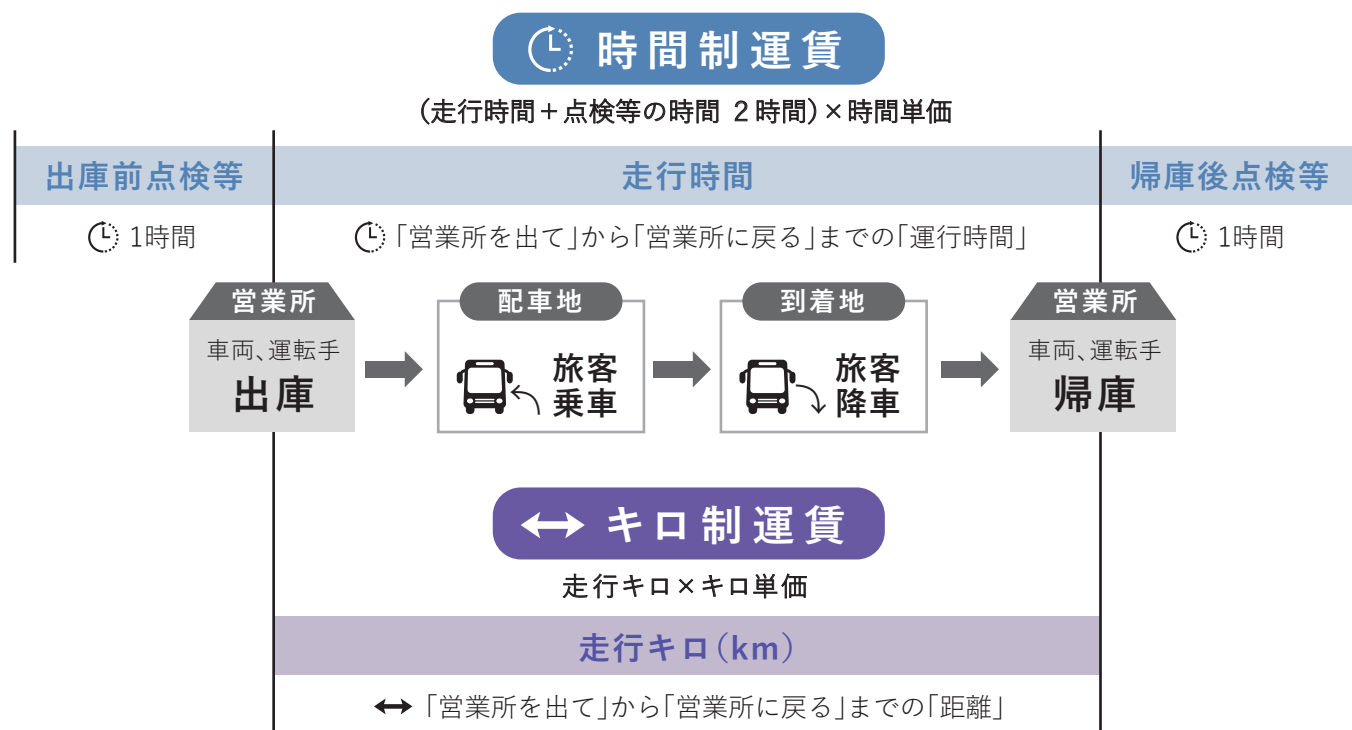 時間制運賃
(走行時間+点検等の時間 2時間)×時間単価
出庫前点検等
走行時間
帰庫後点検等
1時間
「営業所を出て」から「営業所に戻る」までの「運行時間」
1時間
営業所
車両、運転手
出庫
配車地
旅客
乗車
到着地
旅客
降車
営業所
車両、運転手
帰庫
キロ制運賃
走行キロ×キロ単価
走行キロ(km)
「営業所を出て」から「営業所に戻る」までの「距離」